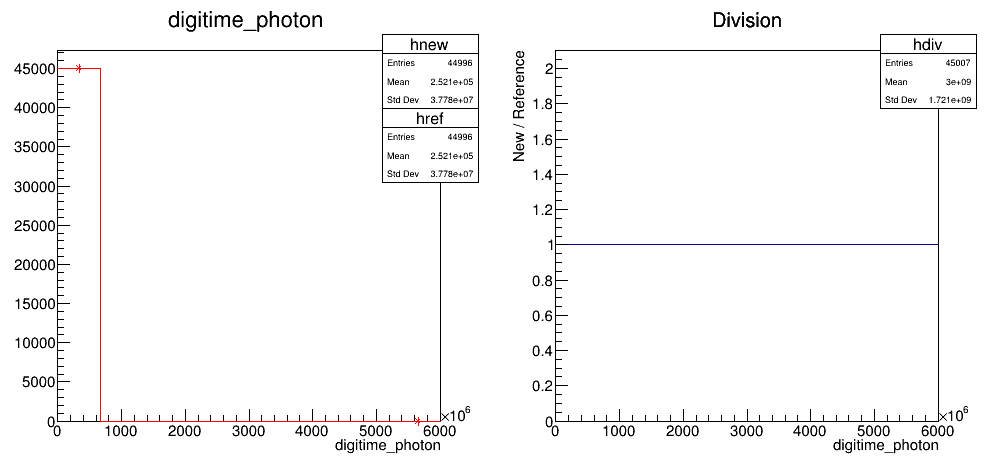 digitime_photon
hnew
Entries 44996
Mean 2.521e+05
Std Dev 3.778e+07
href
Entries 44996
Mean 2.521e+05
Std Dev 3.778e+07
45000
40000
35000
30000
25000
20000
15000
10000
5000
0
0 1000 2000 3000 4000 5000 6000
×10^6
digitime_photon
Division
hdiv
Entries 45007
Mean 3e+09
Std Dev 1.721e+09
New / Reference
2
1.8
1.6
1.4
1.2
1
0.8
0.6
0.4
0.2
0
0 1000 2000 3000 4000 5000 6000
×10^6
digitime_photon